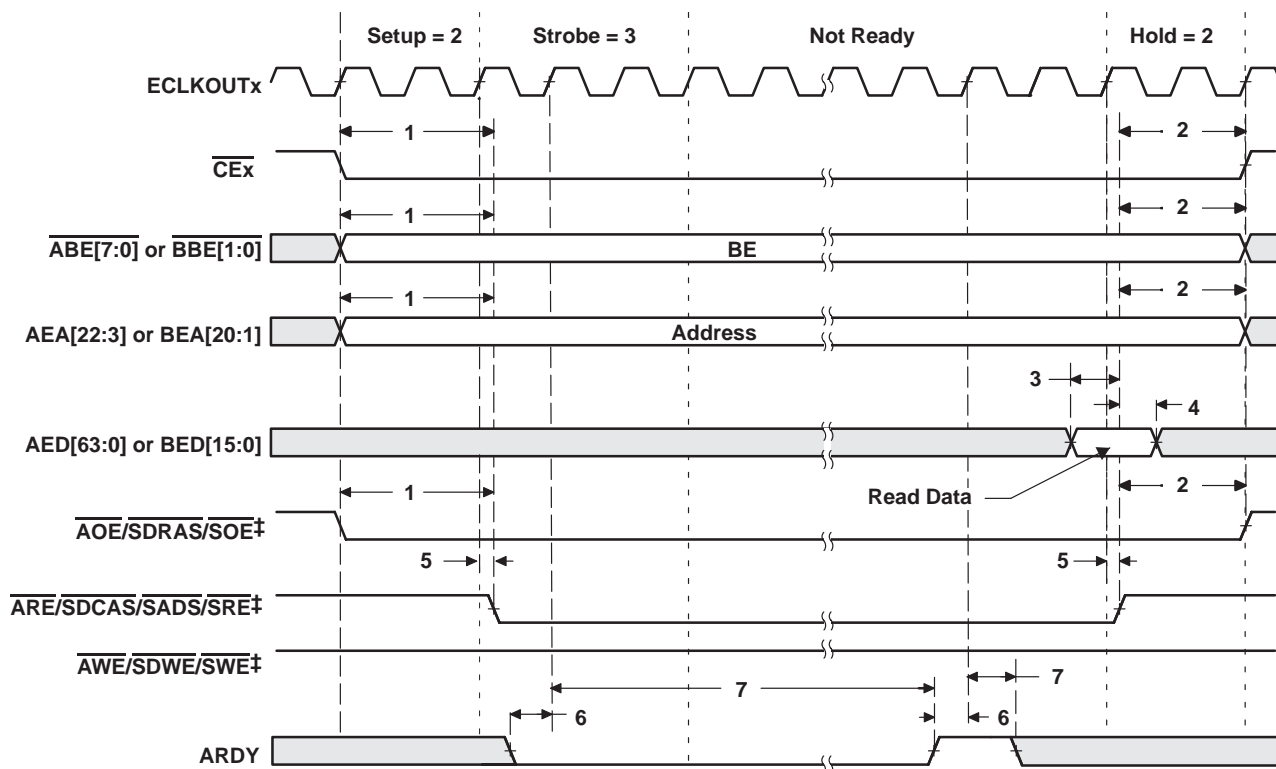 Setup = 2 Strobe = 3 Not Ready Hold = 2
ECLKOUTx
1 2
CEx
1 2
ABE[7:0] or BBE[1:0] BE
1 2
AEA[22:3] or BEA[20:1] Address
3
4
AED[63:0] or BED[15:0]
1 Read Data 2
AOE/SDRAS/SOE‡
5 5
ARE/SDCAS/SADS/SRE‡
AWE/SDWE/SWE‡
7 7
6 6
ARDY